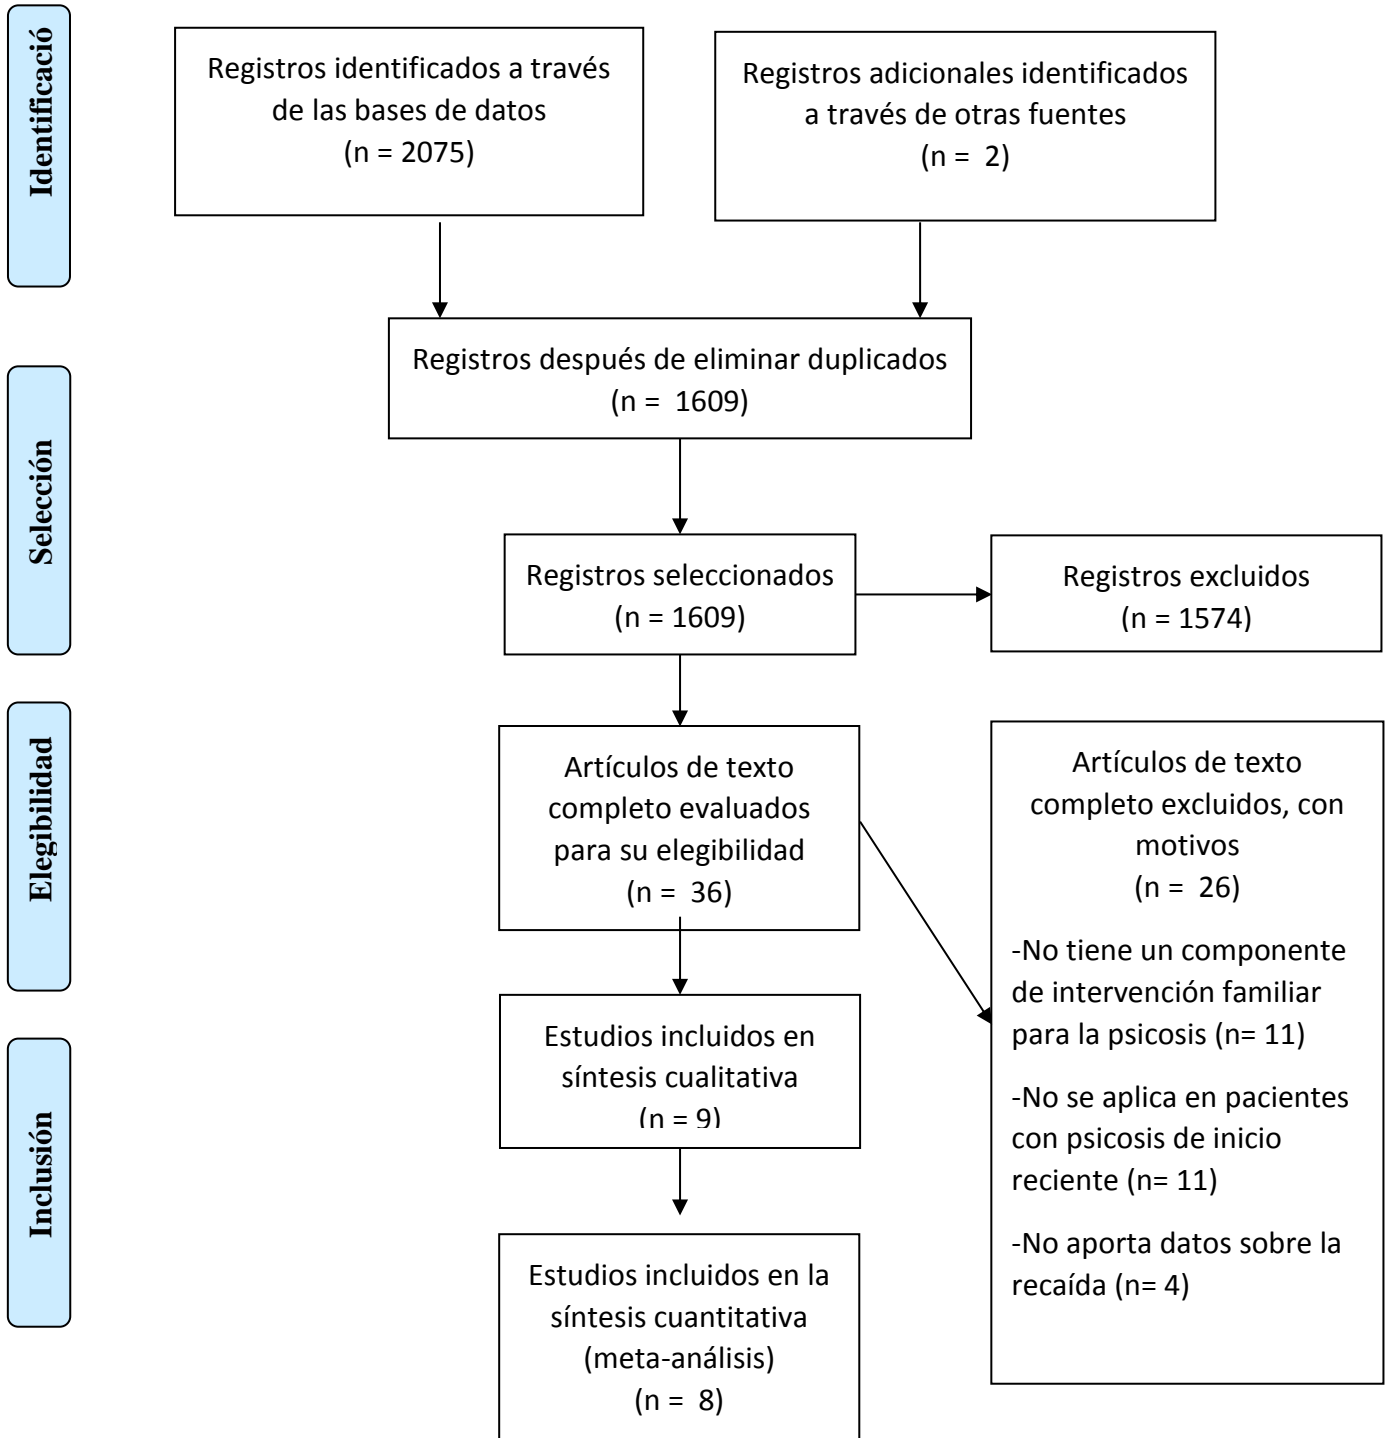 Identificació
Registros identificados a través
de las bases de datos
(n = 2075)
Registros adicionales identificados
a través de otras fuentes
(n = 2)
Registros después de eliminar duplicados
(n = 1609)
Selección
Registros seleccionados
(n = 1609)
Registros excluidos
(n = 1574)
Elegibilidad
Artículos de texto
completo evaluados
para su elegibilidad
(n = 36)
Artículos de texto
completo excluidos, con
motivos
(n = 26)
-No tiene un componente
de intervención familiar
para la psicosis (n= 11)
-No se aplica en pacientes
con psicosis de inicio
reciente (n= 11)
-No aporta datos sobre la
recaída (n= 4)
Inclusión
Estudios incluidos en
síntesis cualitativa
(n = 9)
Estudios incluidos en la
síntesis cuantitativa
(meta-análisis)
(n = 8)